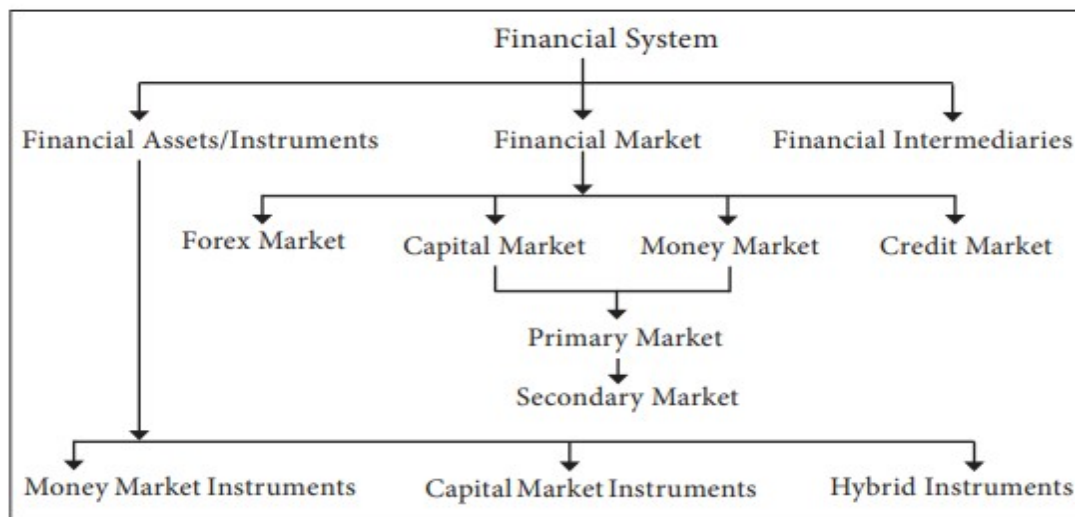 Financial System
Financial Assets/Instruments
Financial Market
Financial Intermediaries
Forex Market
Capital Market
Money Market
Credit Market
Primary Market
Secondary Market
Money Market Instruments
Capital Market Instruments
Hybrid Instruments